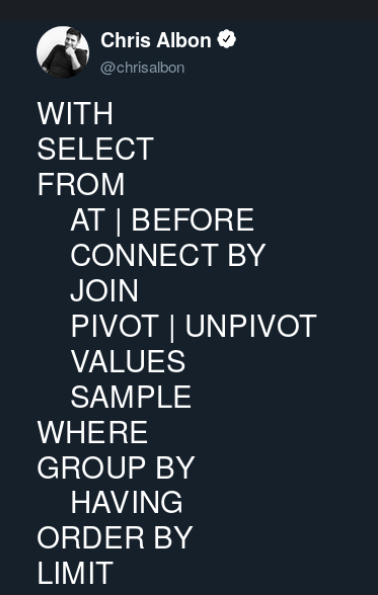 Chris Albon
@chrisalbon
WITH
SELECT
FROM
AT | BEFORE
CONNECT BY
JOIN
PIVOT | UNPIVOT
VALUES
SAMPLE
WHERE
GROUP BY
HAVING
ORDER BY
LIMIT